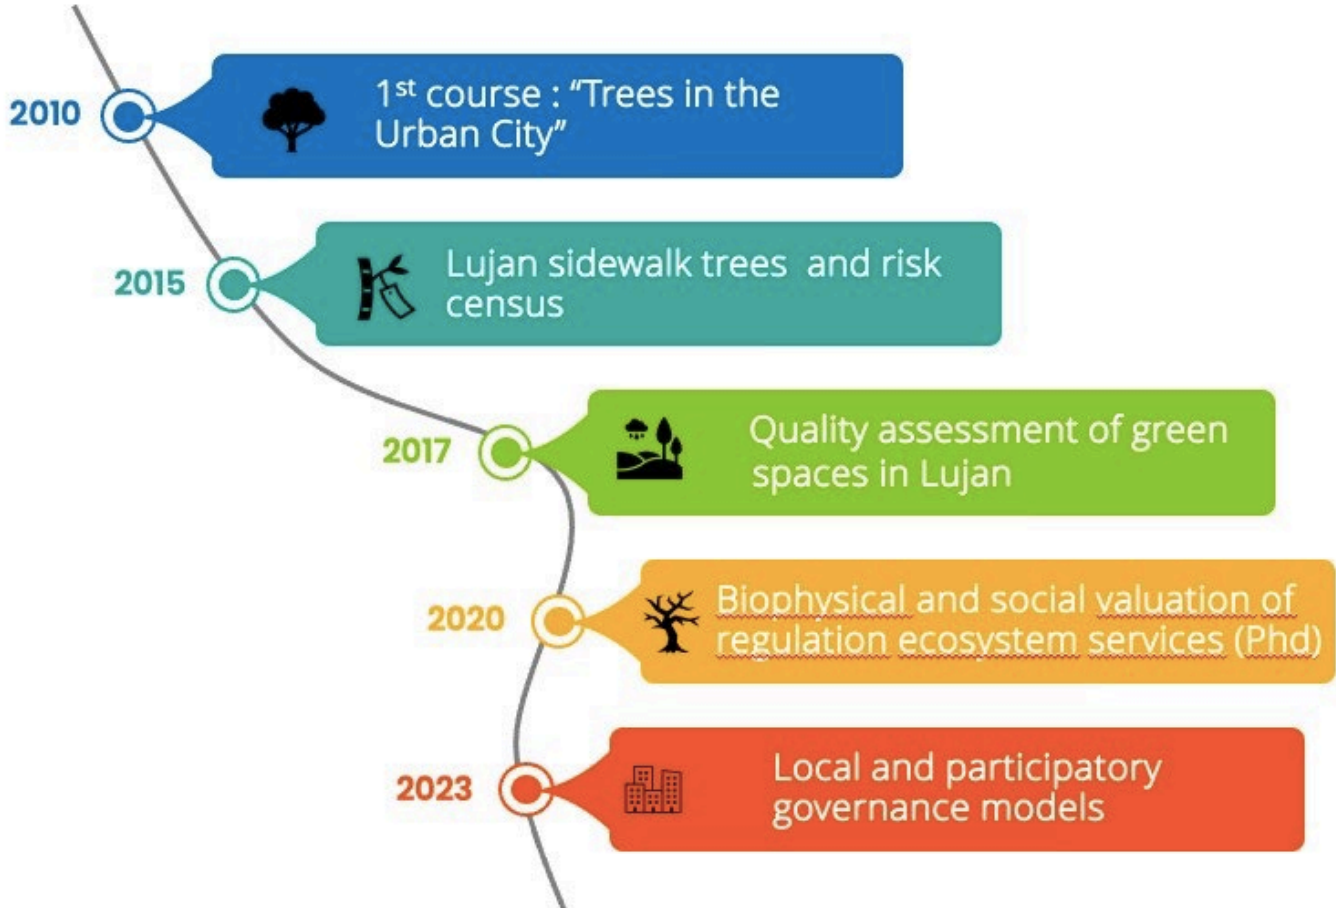 2010
1st course : “Trees in the
Urban City”
2015
Lujan sidewalk trees and risk
census
2017
Quality assessment of green
spaces in Lujan
2020
Biophysical and social valuation of
regulation ecosystem services (Phd)
2023
Local and participatory
governance models